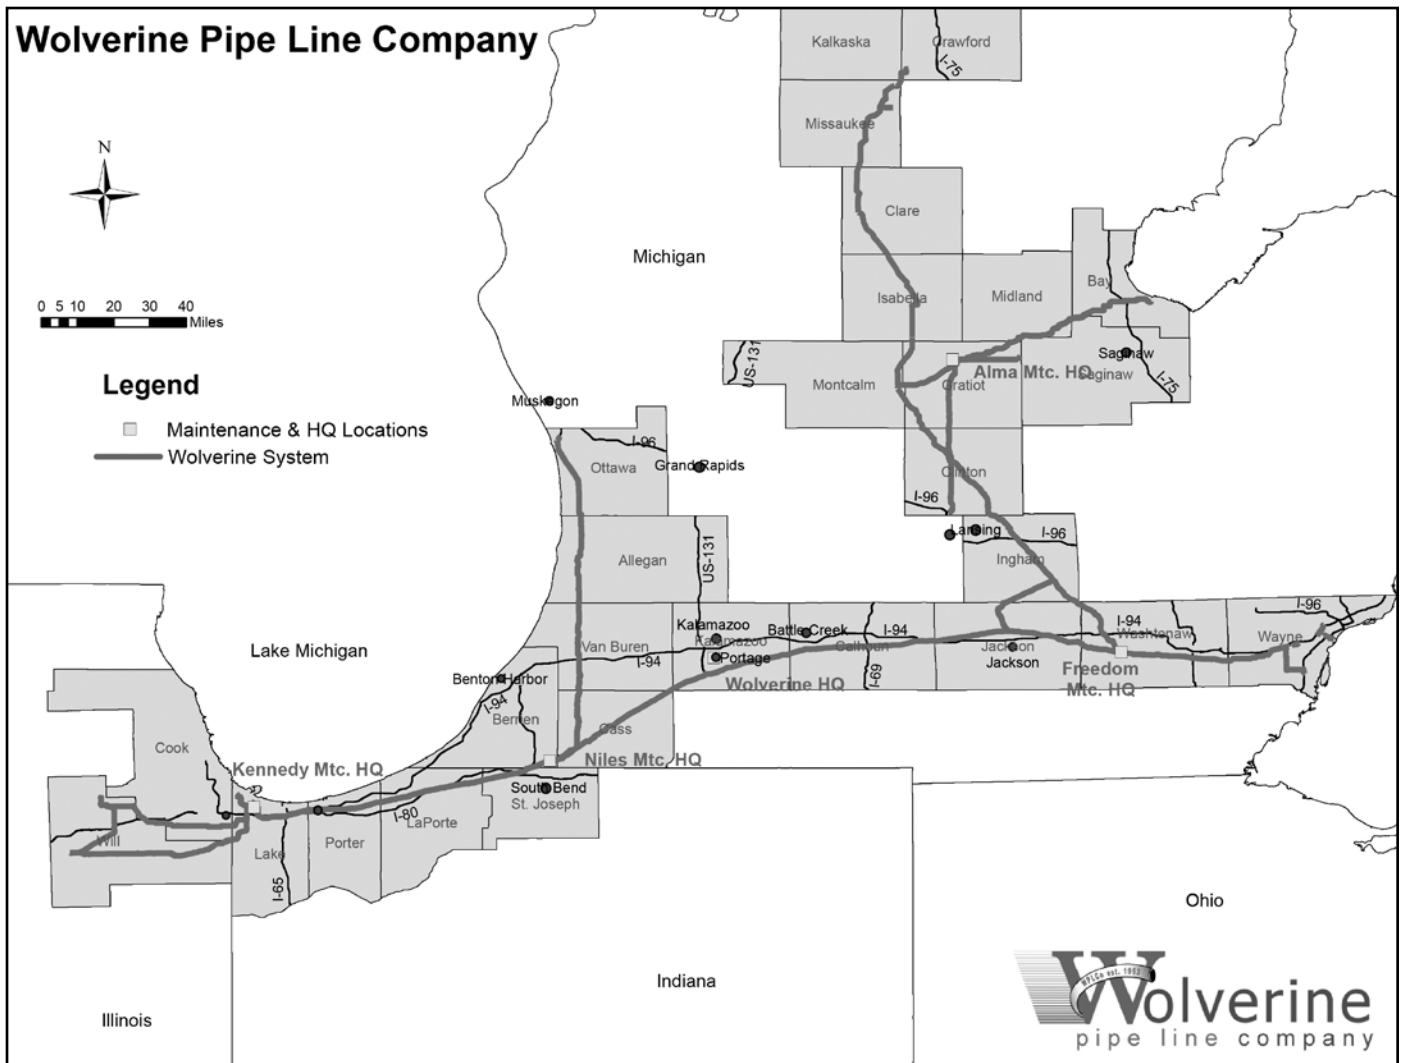 Wolverine Pipe Line Company
Kalkaska
Crawford
I-75
Missaukee
N
Clare
Michigan
Isabella
Midland
Bay
0 5 10 20 30 40
Miles
US-131
Saginaw
Legend
Montcalm
Gratiot
Alma Mtc. HQ
Saginaw
I-75
Muskegon
Maintenance & HQ Locations
Wolverine System
I-96
Ottawa
Grand Rapids
Clinton
I-96
Lansing
I-96
Allegan
US-131
Ingham
I-96
Kalamazoo
Battle Creek
I-94
I-94
Washtenaw
Wayne
Lake Michigan
Van Buren
Kalamazoo
Calhoun
Jackson
I-94
Portage
Jackson
Freedom
Mtc. HQ
Benton Harbor
Wolverine HQ
I-69
I-94
Berrien
Cass
Cook
Kennedy Mtc. HQ
Niles Mtc. HQ
South Bend
St. Joseph
I-80
LaPorte
Will
Lake
Porter
I-65
Ohio
Indiana
Illinois
WPLCo est. 1953
Wolverine
pipe line company